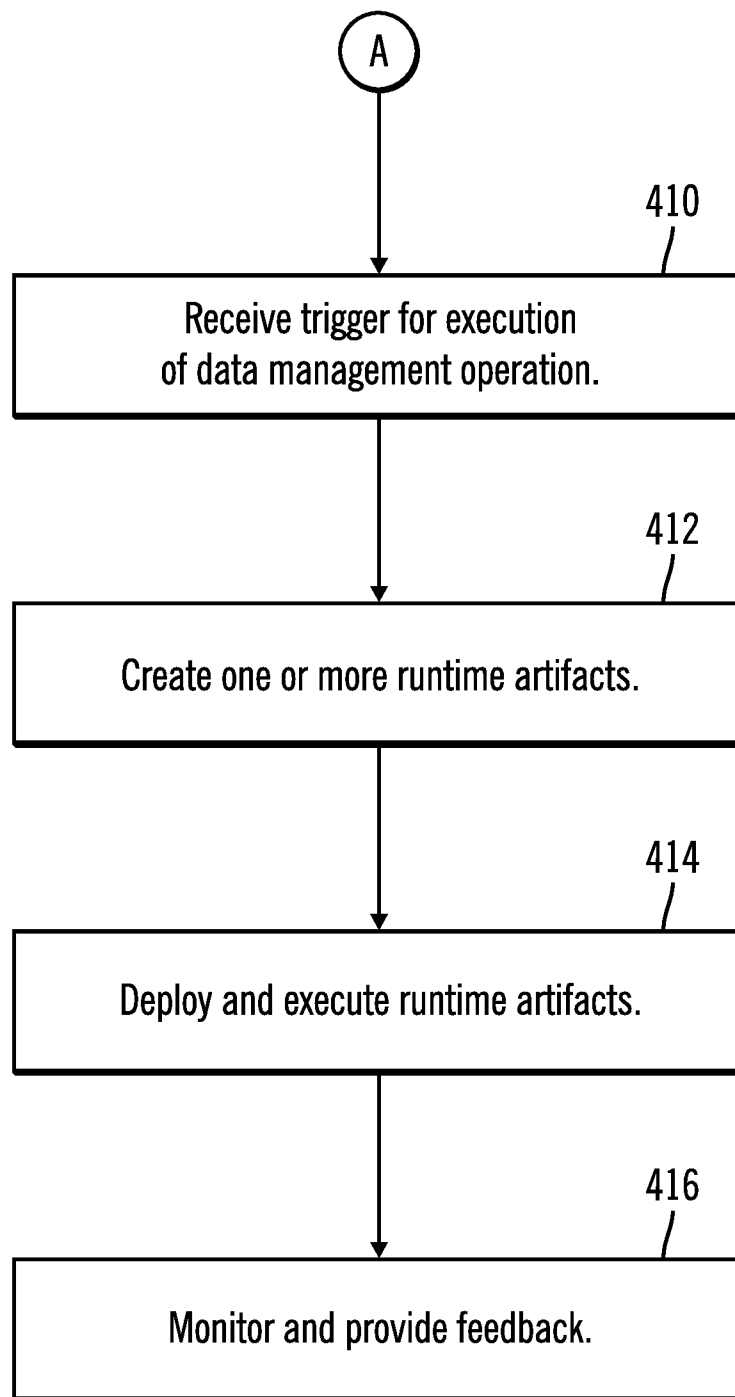 A
410
Receive trigger for execution
of data management operation.
412
Create one or more runtime artifacts.
414
Deploy and execute runtime artifacts.
416
Monitor and provide feedback.